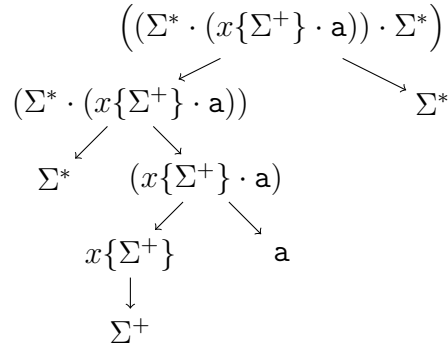 ((Σ* · (x{Σ⁺} · a)) · Σ*)
(Σ* · (x{Σ⁺} · a)) Σ*
Σ* (x{Σ⁺} · a)
x{Σ⁺} a
Σ⁺